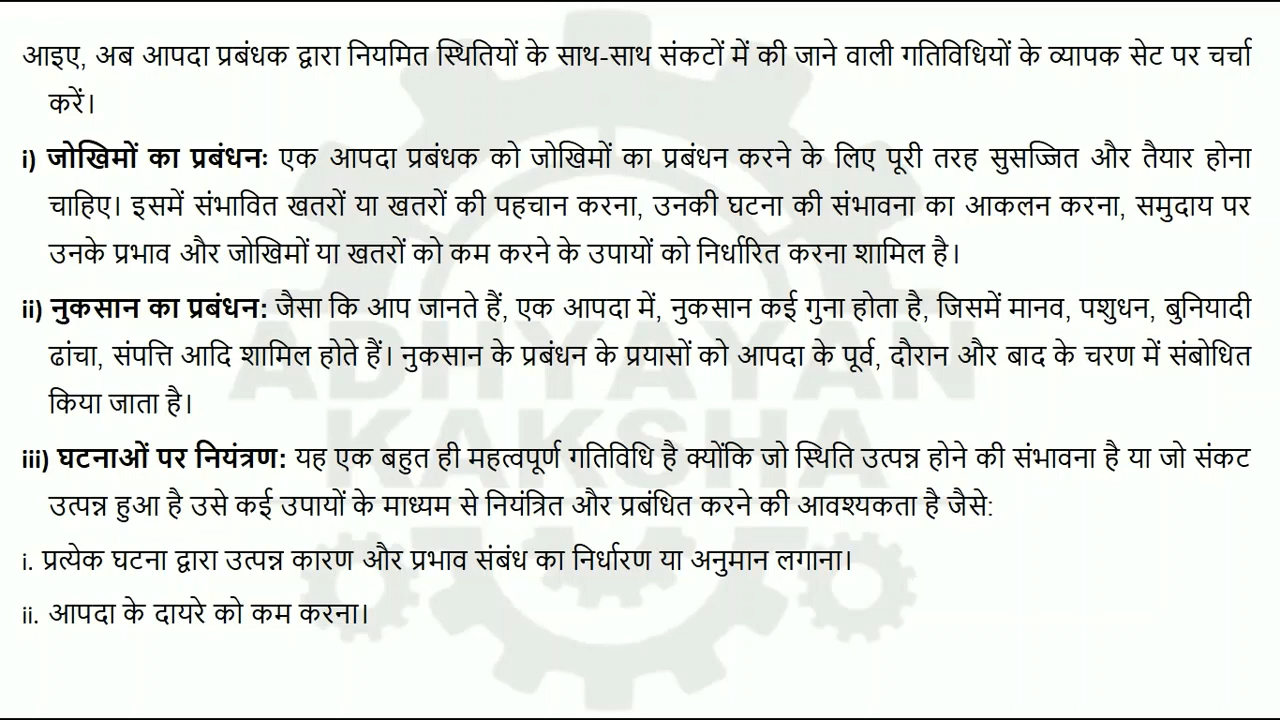 आइए, अब आपदा प्रबंधक द्वारा नियमित स्थितियों के साथ-साथ संकटों में की जाने वाली गतिविधियों के व्यापक सेट पर चर्चा
करें।
i) जोखिमों का प्रबंधनः एक आपदा प्रबंधक को जोखिमों का प्रबंधन करने के लिए पूरी तरह सुसज्जित और तैयार होना
चाहिए। इसमें संभावित खतरों या खतरों की पहचान करना, उनकी घटना की संभावना का आकलन करना, समुदाय पर
उनके प्रभाव और जोखिमों या खतरों को कम करने के उपायों को निर्धारित करना शामिल है।
ii) नुकसान का प्रबंधन: जैसा कि आप जानते हैं, एक आपदा में, नुकसान कई गुना होता है, जिसमें मानव, पशुधन, बुनियादी
ढांचा, संपत्ति आदि शामिल होते हैं। नुकसान के प्रबंधन के प्रयासों को आपदा के पूर्व, दौरान और बाद के चरण में संबोधित
किया जाता है।
iii) घटनाओं पर नियंत्रण: यह एक बहुत ही महत्वपूर्ण गतिविधि है क्योंकि जो स्थिति उत्पन्न होने की संभावना है या जो संकट
उत्पन्न हुआ है उसे कई उपायों के माध्यम से नियंत्रित और प्रबंधित करने की आवश्यकता है जैसे:
i. प्रत्येक घटना द्वारा उत्पन्न कारण और प्रभाव संबंध का निर्धारण या अनुमान लगाना।
ii. आपदा के दायरे को कम करना।
ADHYAYAN
KAKSHA